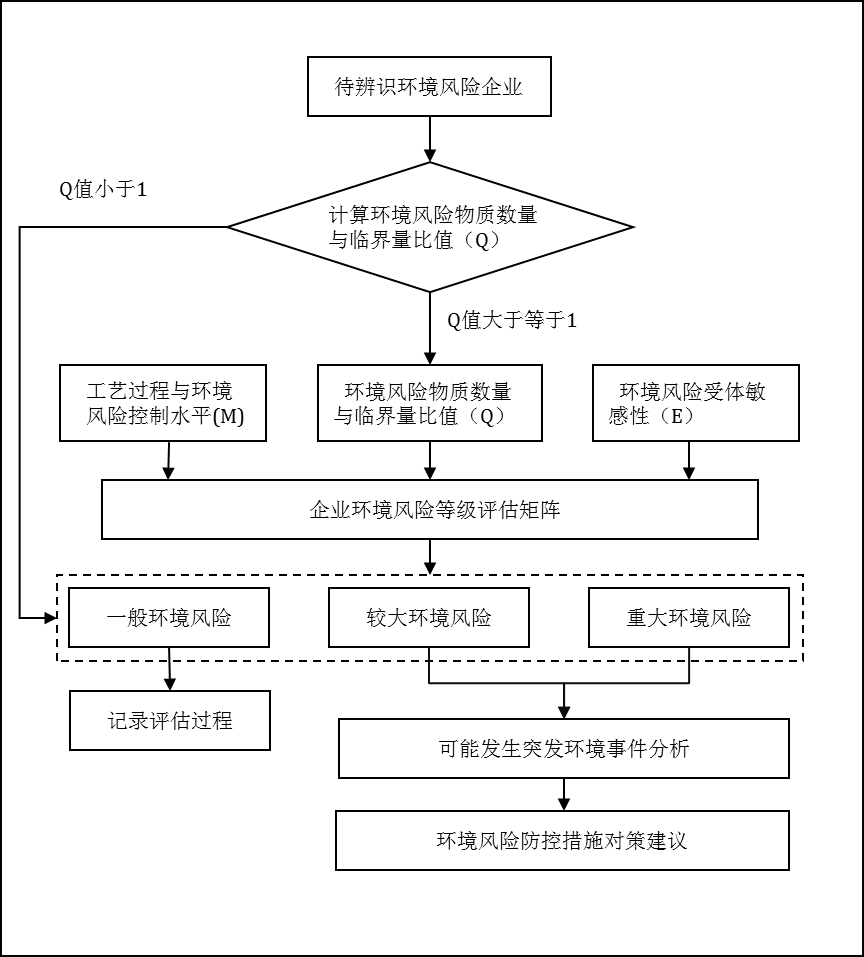 待辨识环境风险企业
Q值小于1
计算环境风险物质数量
与临界量比值（Q）
Q值大于等于1
工艺过程与环境
风险控制水平(M)
环境风险物质数量
与临界量比值（Q）
环境风险受体敏
感性（E）
企业环境风险等级评估矩阵
一般环境风险
较大环境风险
重大环境风险
记录评估过程
可能发生突发环境事件分析
环境风险防控措施对策建议